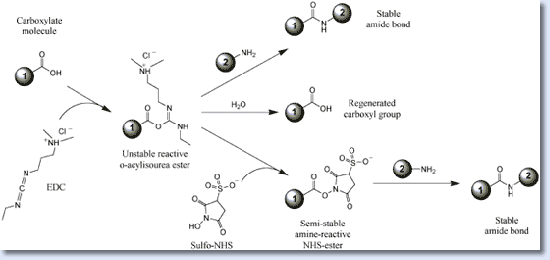 Carboxylate
molecule
1
O
OH
EDC
Cl⁻
NH
+
N
C
N
Cl⁻
NH
+
N
O
1
O
NH
Unstable reactive
o-acylisourea ester
2
NH₂
H₂O
O
1
N
H
2
Stable
amide bond
O
1
OH
Regenerated
carboxyl group
O
O
S
O⁻
O
N
HO
O
Sulfo-NHS
O
O
S
O⁻
O
O
1
O
N
O
Semi-stable
amine-reactive
NHS-ester
2
NH₂
O
1
N
H
2
Stable
amide bond